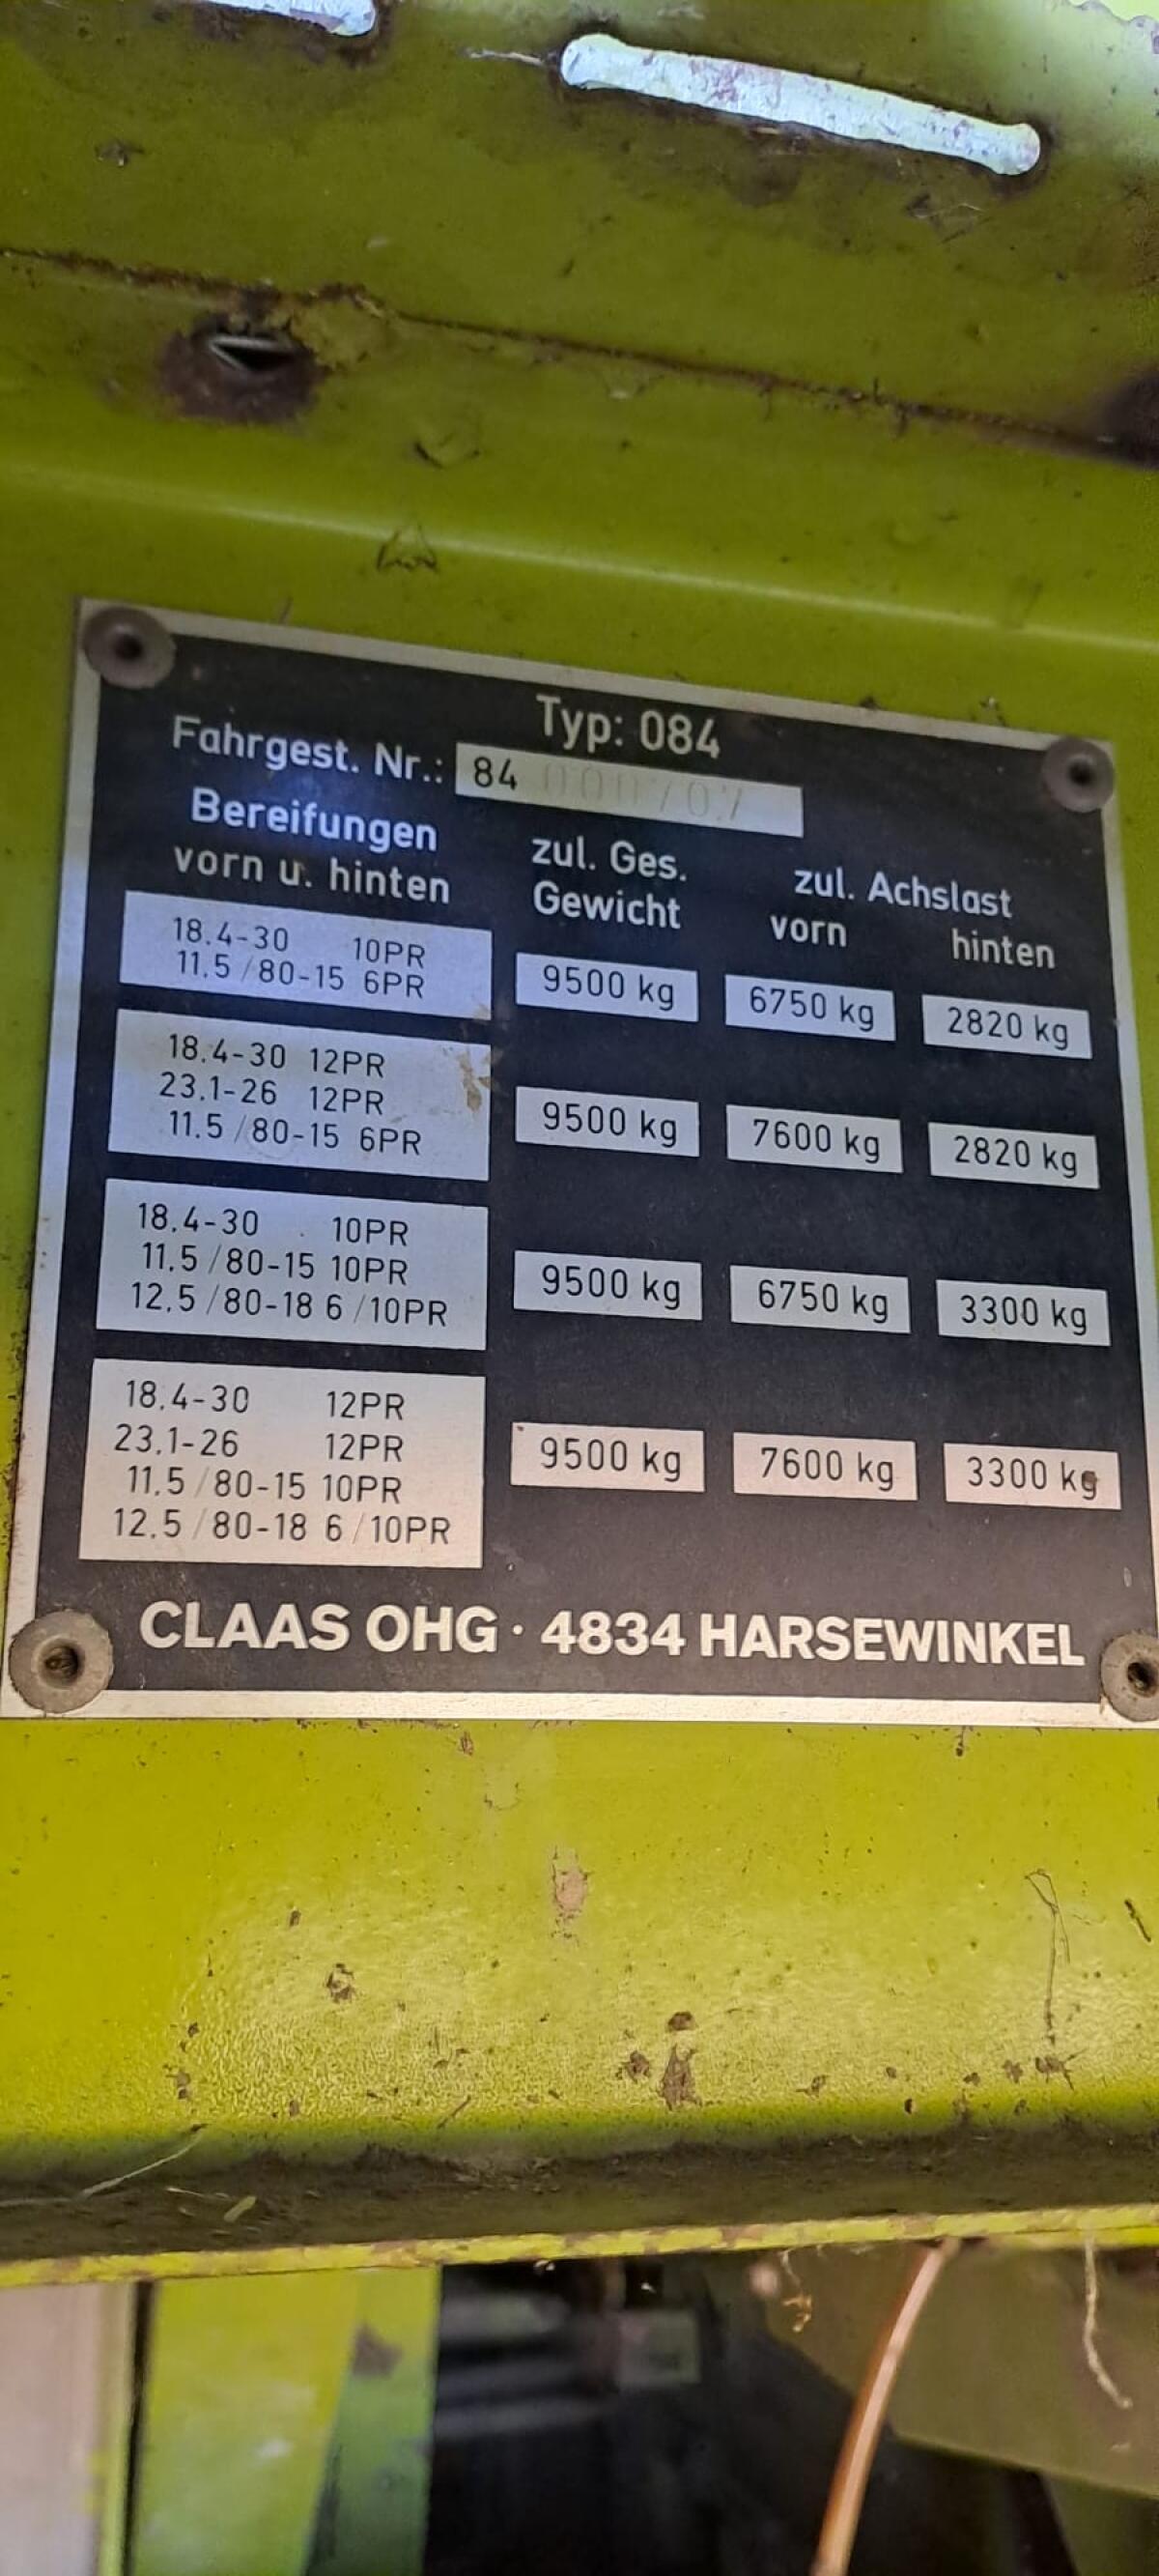 Typ: 084
Fahrgest. Nr.: 84
Bereifungen vorn u. hinten
zul. Ges. Gewicht
zul. Achslast
vorn hinten
18.4-30 10PR
11.5/80-15 6PR
9500 kg 6750 kg 2820 kg
18.4-30 12PR
23.1-26 12PR
11.5/80-15 6PR
9500 kg 7600 kg 2820 kg
18.4-30 10PR
11.5/80-15 10PR
12.5/80-18 6/10PR
9500 kg 6750 kg 3300 kg
18.4-30 12PR
23.1-26 12PR
11.5/80-15 10PR
12.5/80-18 6/10PR
9500 kg 7600 kg 3300 kg
CLAAS OHG · 4834 HARSEWINKEL